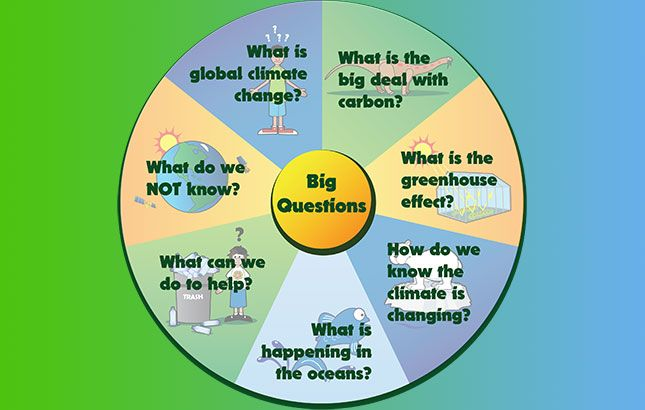 Big
Questions
What is
global climate
change?
What is the
big deal with
carbon?
What is the
greenhouse
effect?
How do we
know the
climate is
changing?
What is
happening in
the oceans?
What can we
do to help?
TRASH
?
What do we
NOT know?
? ? ? ?